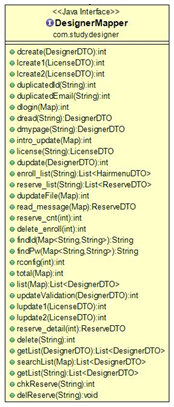 <<Java Interface>>
DesignerMapper
com.study.designer
dcreate(DesignerDTO):int
lcreate1(LicenseDTO):int
lcreate2(LicenseDTO):int
duplicatedId(String):int
duplicatedEmail(String):int
dlogin(Map):int
dread(String):DesignerDTO
dmypage(String):DesignerDTO
intro_update(Map):int
license(String):LicenseDTO
dupdate(DesignerDTO):int
enroll_list(String):List<HairmenuDTO>
reserve_list(String):List<ReserveDTO>
dupdateFile(Map):int
read_message(Map):ReserveDTO
reserve_cnt(int):int
delete_enroll(int):int
findId(Map<String,String>):String
findPw(Map<String,String>):String
rconfig(int):int
total(Map):int
list(Map):List<DesignerDTO>
updateValidation(DesignerDTO):int
lupdate1(LicenseDTO):int
lupdate2(LicenseDTO):int
reserve_detail(int):ReserveDTO
delete(String):int
getList(DesignerDTO):List<DesignerDTO>
searchList(Map):List<DesignerDTO>
getList(String):List<DesignerDTO>
chkReserve(String):int
delReserve(String):void